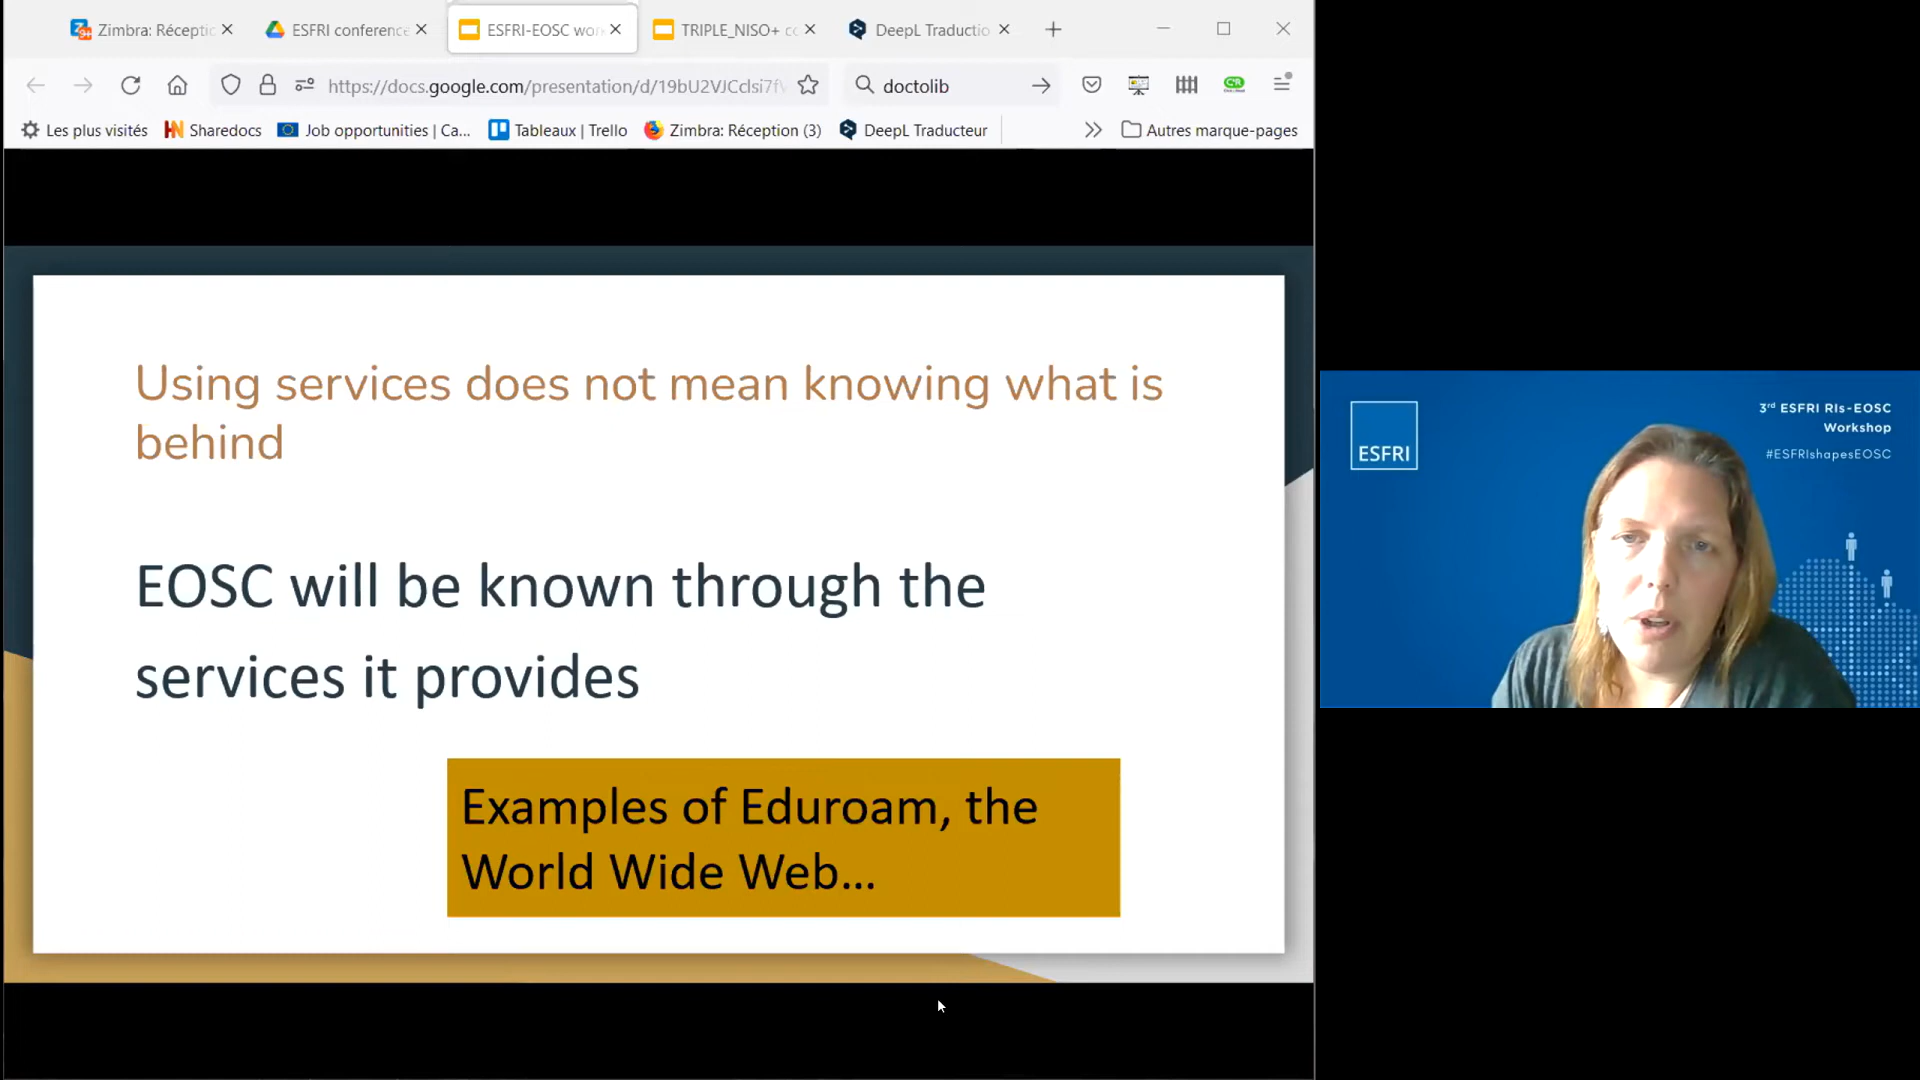 Zimbra: Récepti
ESFRI conference
ESFRI-EOSC wor
TRIPLE_NISO+ co
DeepL Traductio
https://docs.google.com/presentation/d/19bU2VJCclsi7f
doctolib
Les plus visités
Sharedocs
Job opportunities | Ca...
Tableaux | Trello
Zimbra: Réception (3)
DeepL Traducteur
Autres marque-pages
Using services does not mean knowing what is
behind
EOSC will be known through the
services it provides
Examples of Eduroam, the
World Wide Web...
ESFRI
3rd ESFRI RIs-EOSC
Workshop
#ESFRIshapesEOSC